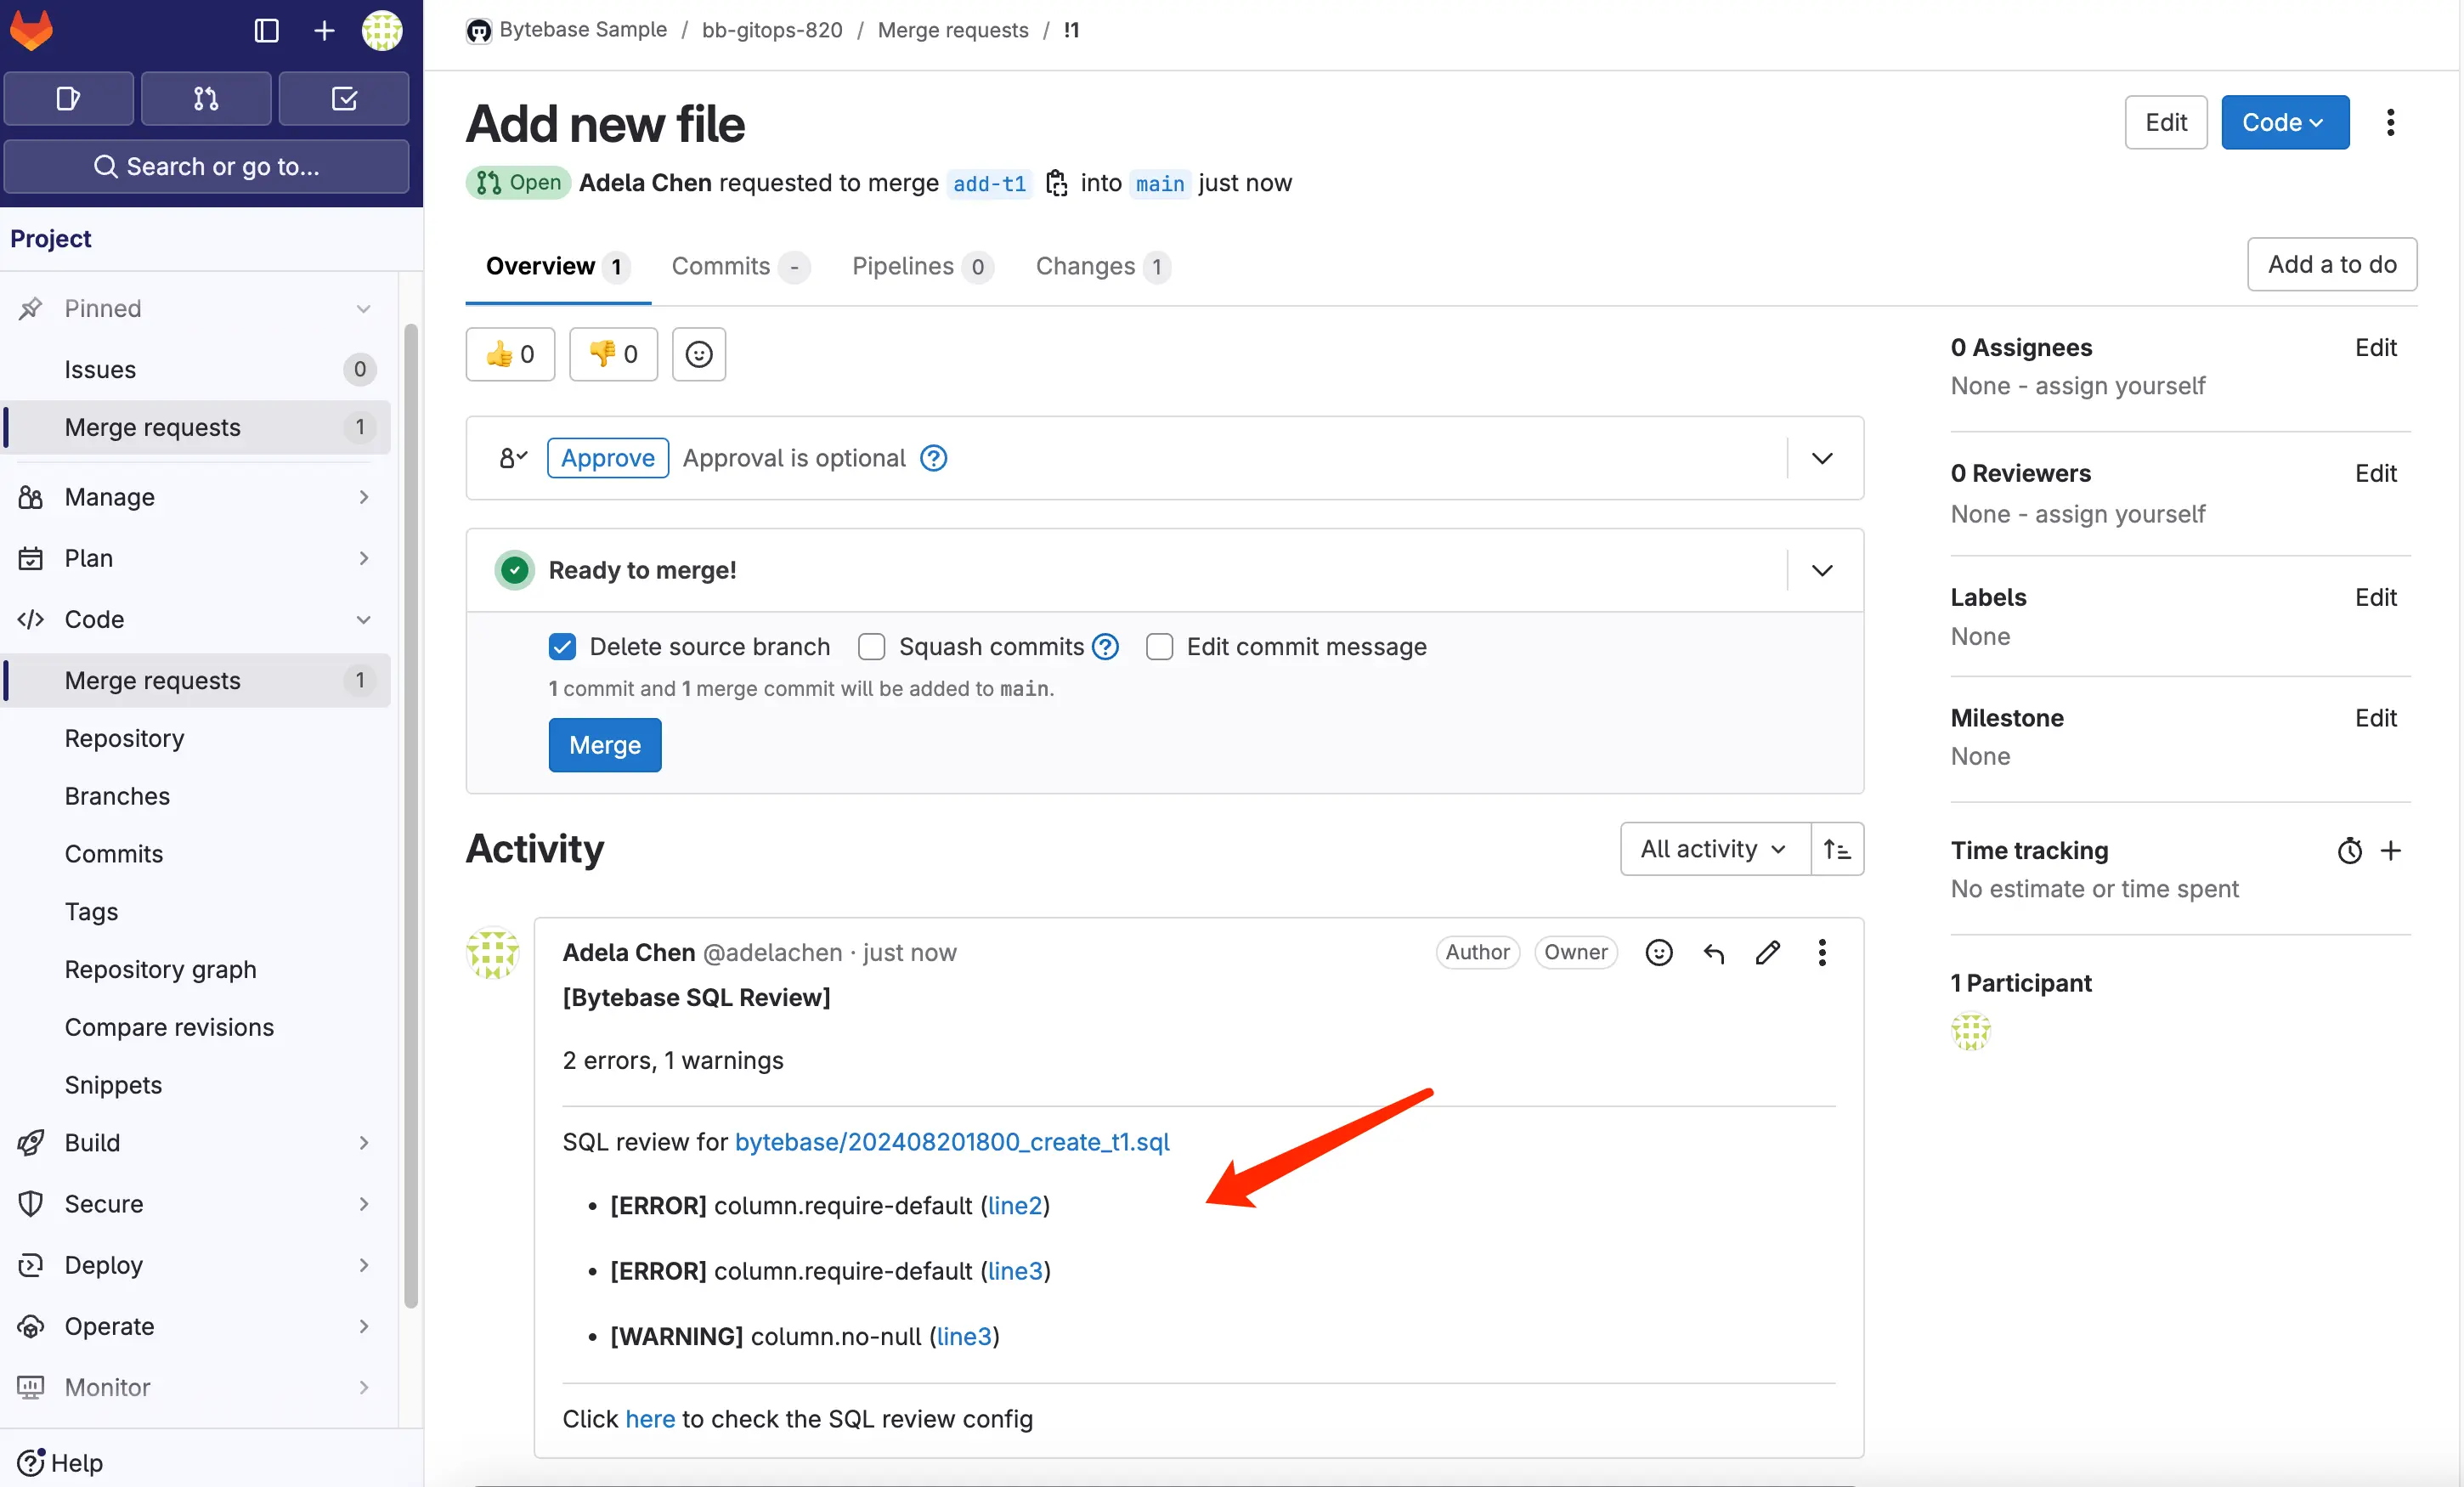 Bytebase Sample / bb-gitops-820 / Merge requests / !1
Search or go to...
Project
Pinned
Issues 0
Merge requests 1
Manage
Plan
Code
Merge requests 1
Repository
Branches
Commits
Tags
Repository graph
Compare revisions
Snippets
Build
Secure
Deploy
Operate
Monitor
Help
Add new file
Edit
Code
Open Adela Chen requested to merge add-t1 into main just now
Overview 1
Commits -
Pipelines 0
Changes 1
Add a to do
👍 0
👎 0
Approve Approval is optional
Ready to merge!
Delete source branch
Squash commits
Edit commit message
1 commit and 1 merge commit will be added to main.
Merge
Activity
All activity
Adela Chen @adelachen · just now
Author
Owner
[Bytebase SQL Review]
2 errors, 1 warnings
SQL review for bytebase/202408201800_create_t1.sql
• [ERROR] column.require-default (line2)
• [ERROR] column.require-default (line3)
• [WARNING] column.no-null (line3)
Click here to check the SQL review config
0 Assignees Edit
None - assign yourself
0 Reviewers Edit
None - assign yourself
Labels Edit
None
Milestone Edit
None
Time tracking
No estimate or time spent
1 Participant